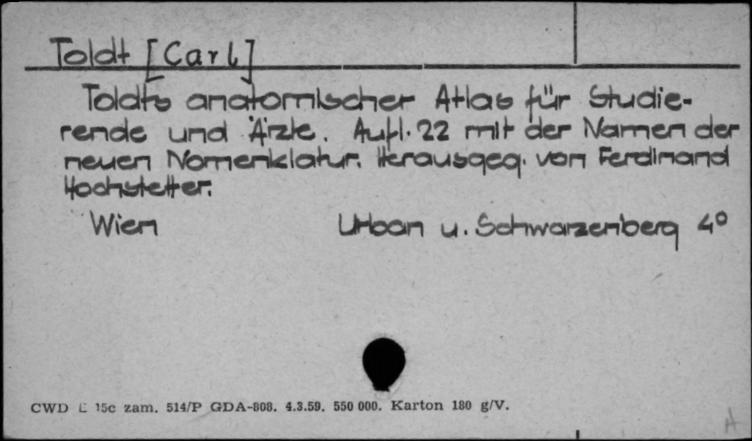 Toldt [Carl]
Toldts anatomischer Atlas für Studie-
rende und Ärzte. Aufl. 22 mit der Namen der
neuen Nomenklatur. Herausgeg. von Ferdinand
Hochstetter.
Wien Urban u. Schwarzenberg 4°
CWD E 15c zam. 514/P GDA-808. 4.3.59. 550 000. Karton 180 g/V.
A